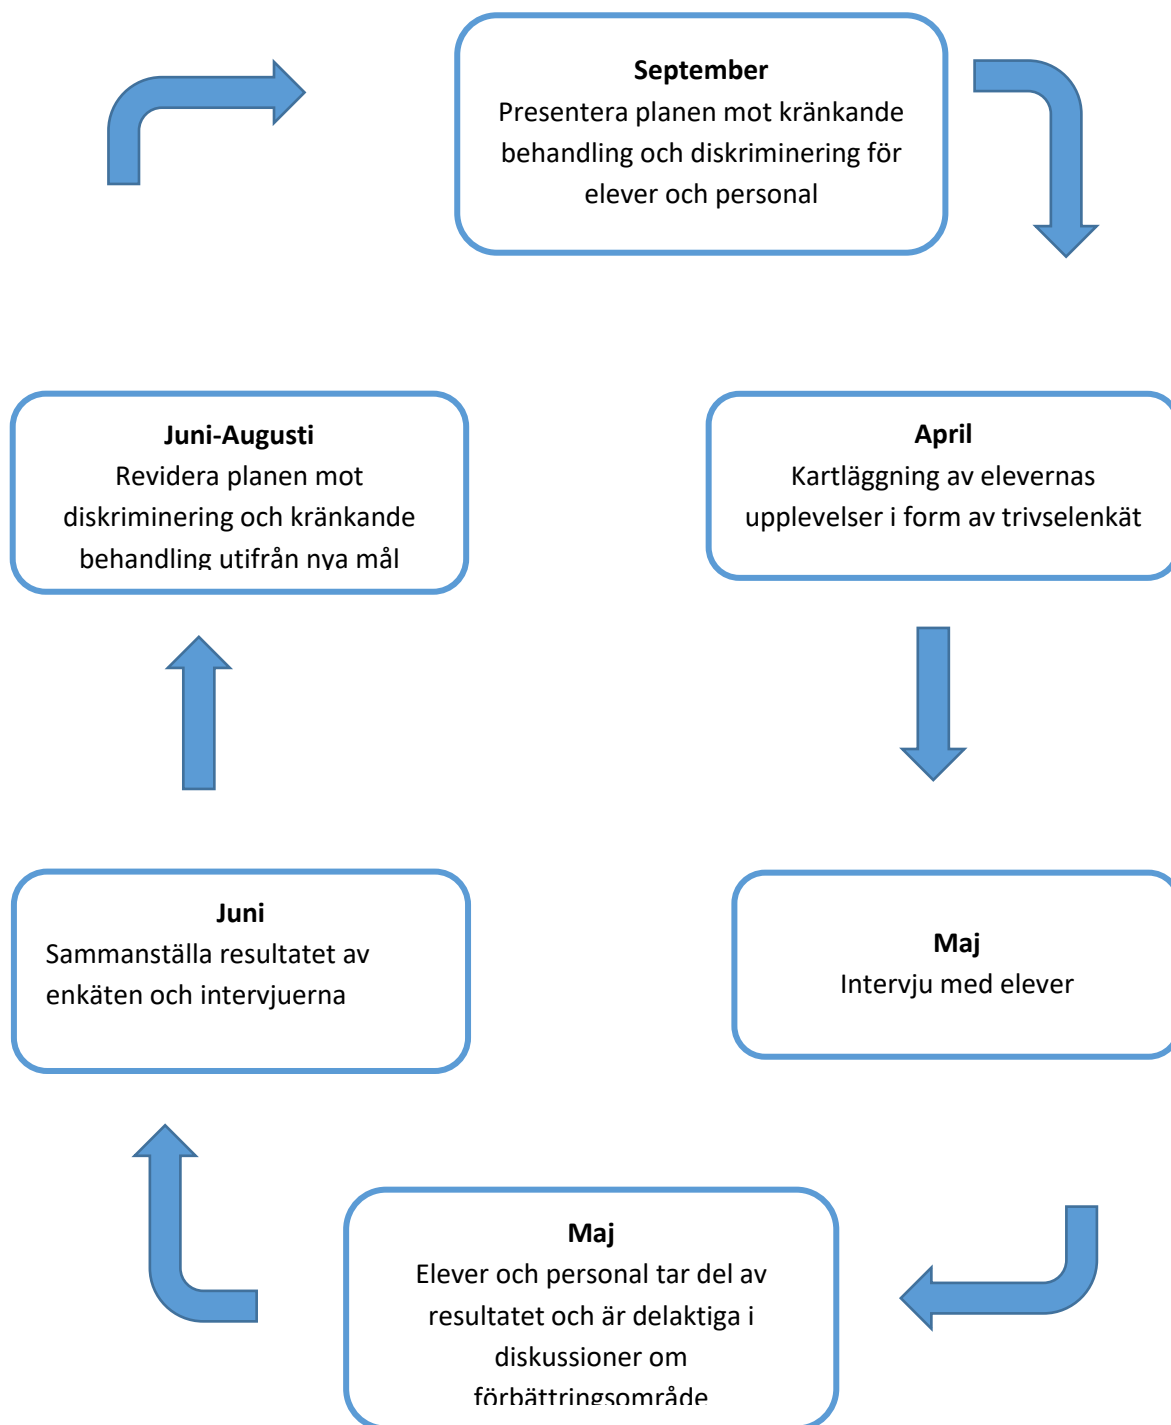 September
Presentera planen mot kränkande
behandling och diskriminering för
elever och personal
April
Kartläggning av elevernas
upplevelser i form av trivselenkät
Maj
Intervju med elever
Maj
Elever och personal tar del av
resultatet och är delaktiga i
diskussioner om
förbättringsområde
Juni
Sammanställa resultatet av
enkäten och intervjuerna
Juni-Augusti
Revidera planen mot
diskriminering och kränkande
behandling utifrån nya mål